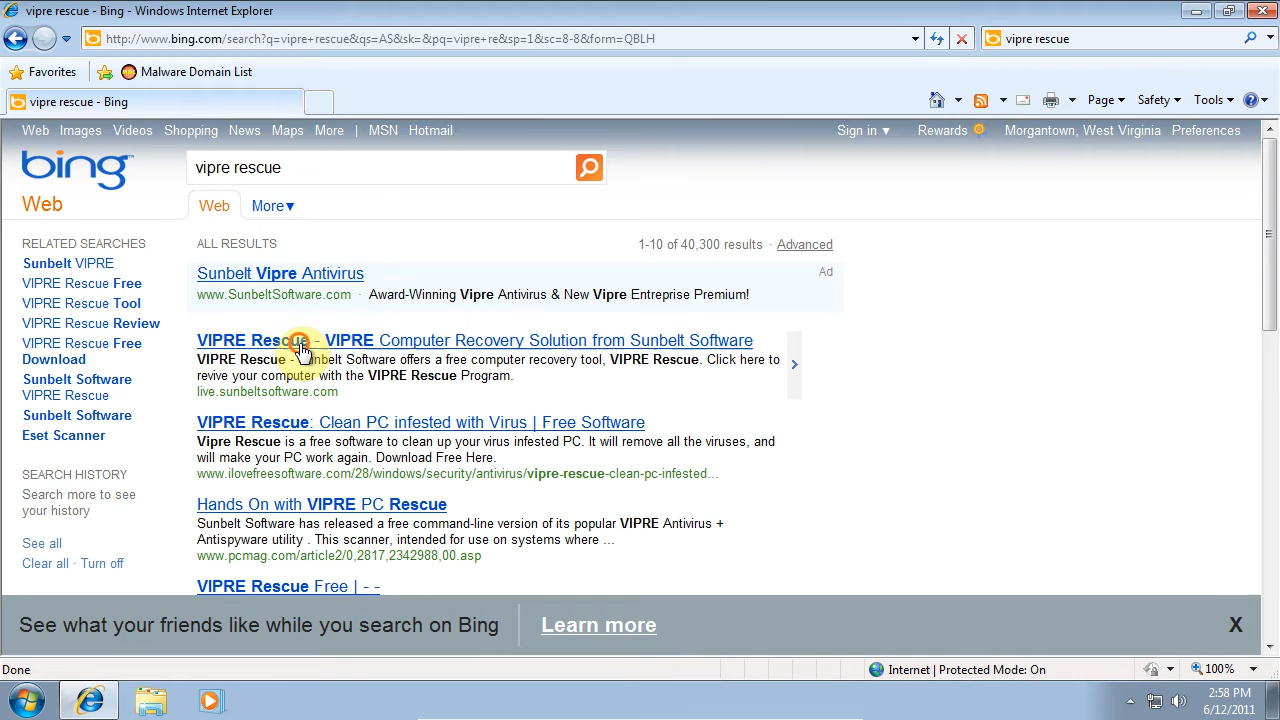 vipre rescue - Bing - Windows Internet Explorer
http://www.bing.com/search?q=vipre+rescue&qs=AS&sk=&pq=vipre+re&sp=1&sc=8-8&form=QBLH
vipre rescue
Favorites
Malware Domain List
vipre rescue - Bing
Page
Safety
Tools
Web Images Videos Shopping News Maps More | MSN Hotmail
Sign in
Rewards
Morgantown, West Virginia
Preferences
bing
vipre rescue
Web
Web
More
RELATED SEARCHES
Sunbelt VIPRE
VIPRE Rescue Free
VIPRE Rescue Tool
VIPRE Rescue Review
VIPRE Rescue Free
Download
Sunbelt Software
VIPRE Rescue
Sunbelt Software
Eset Scanner
SEARCH HISTORY
Search more to see
your history
See all
Clear all · Turn off
ALL RESULTS
1-10 of 40,300 results · Advanced
Sunbelt Vipre Antivirus
Ad
www.SunbeltSoftware.com · Award-Winning Vipre Antivirus & New Vipre Entreprise Premium!
VIPRE Rescue - VIPRE Computer Recovery Solution from Sunbelt Software
VIPRE Rescue - Sunbelt Software offers a free computer recovery tool, VIPRE Rescue. Click here to
revive your computer with the VIPRE Rescue Program.
live.sunbeltsoftware.com
VIPRE Rescue: Clean PC infested with Virus | Free Software
Vipre Rescue is a free software to clean up your virus infested PC. It will remove all the viruses, and
will make your PC work again. Download Free Here.
www.ilovefreesoftware.com/28/windows/security/antivirus/vipre-rescue-clean-pc-infested...
Hands On with VIPRE PC Rescue
Sunbelt Software has released a free command-line version of its popular VIPRE Antivirus +
Antispyware utility . This scanner, intended for use on systems where ...
www.pcmag.com/article2/0,2817,2342988,00.asp
VIPRE Rescue Free | - -
See what your friends like while you search on Bing
Learn more
X
Done
Internet | Protected Mode: On
100%
2:58 PM
6/12/2011